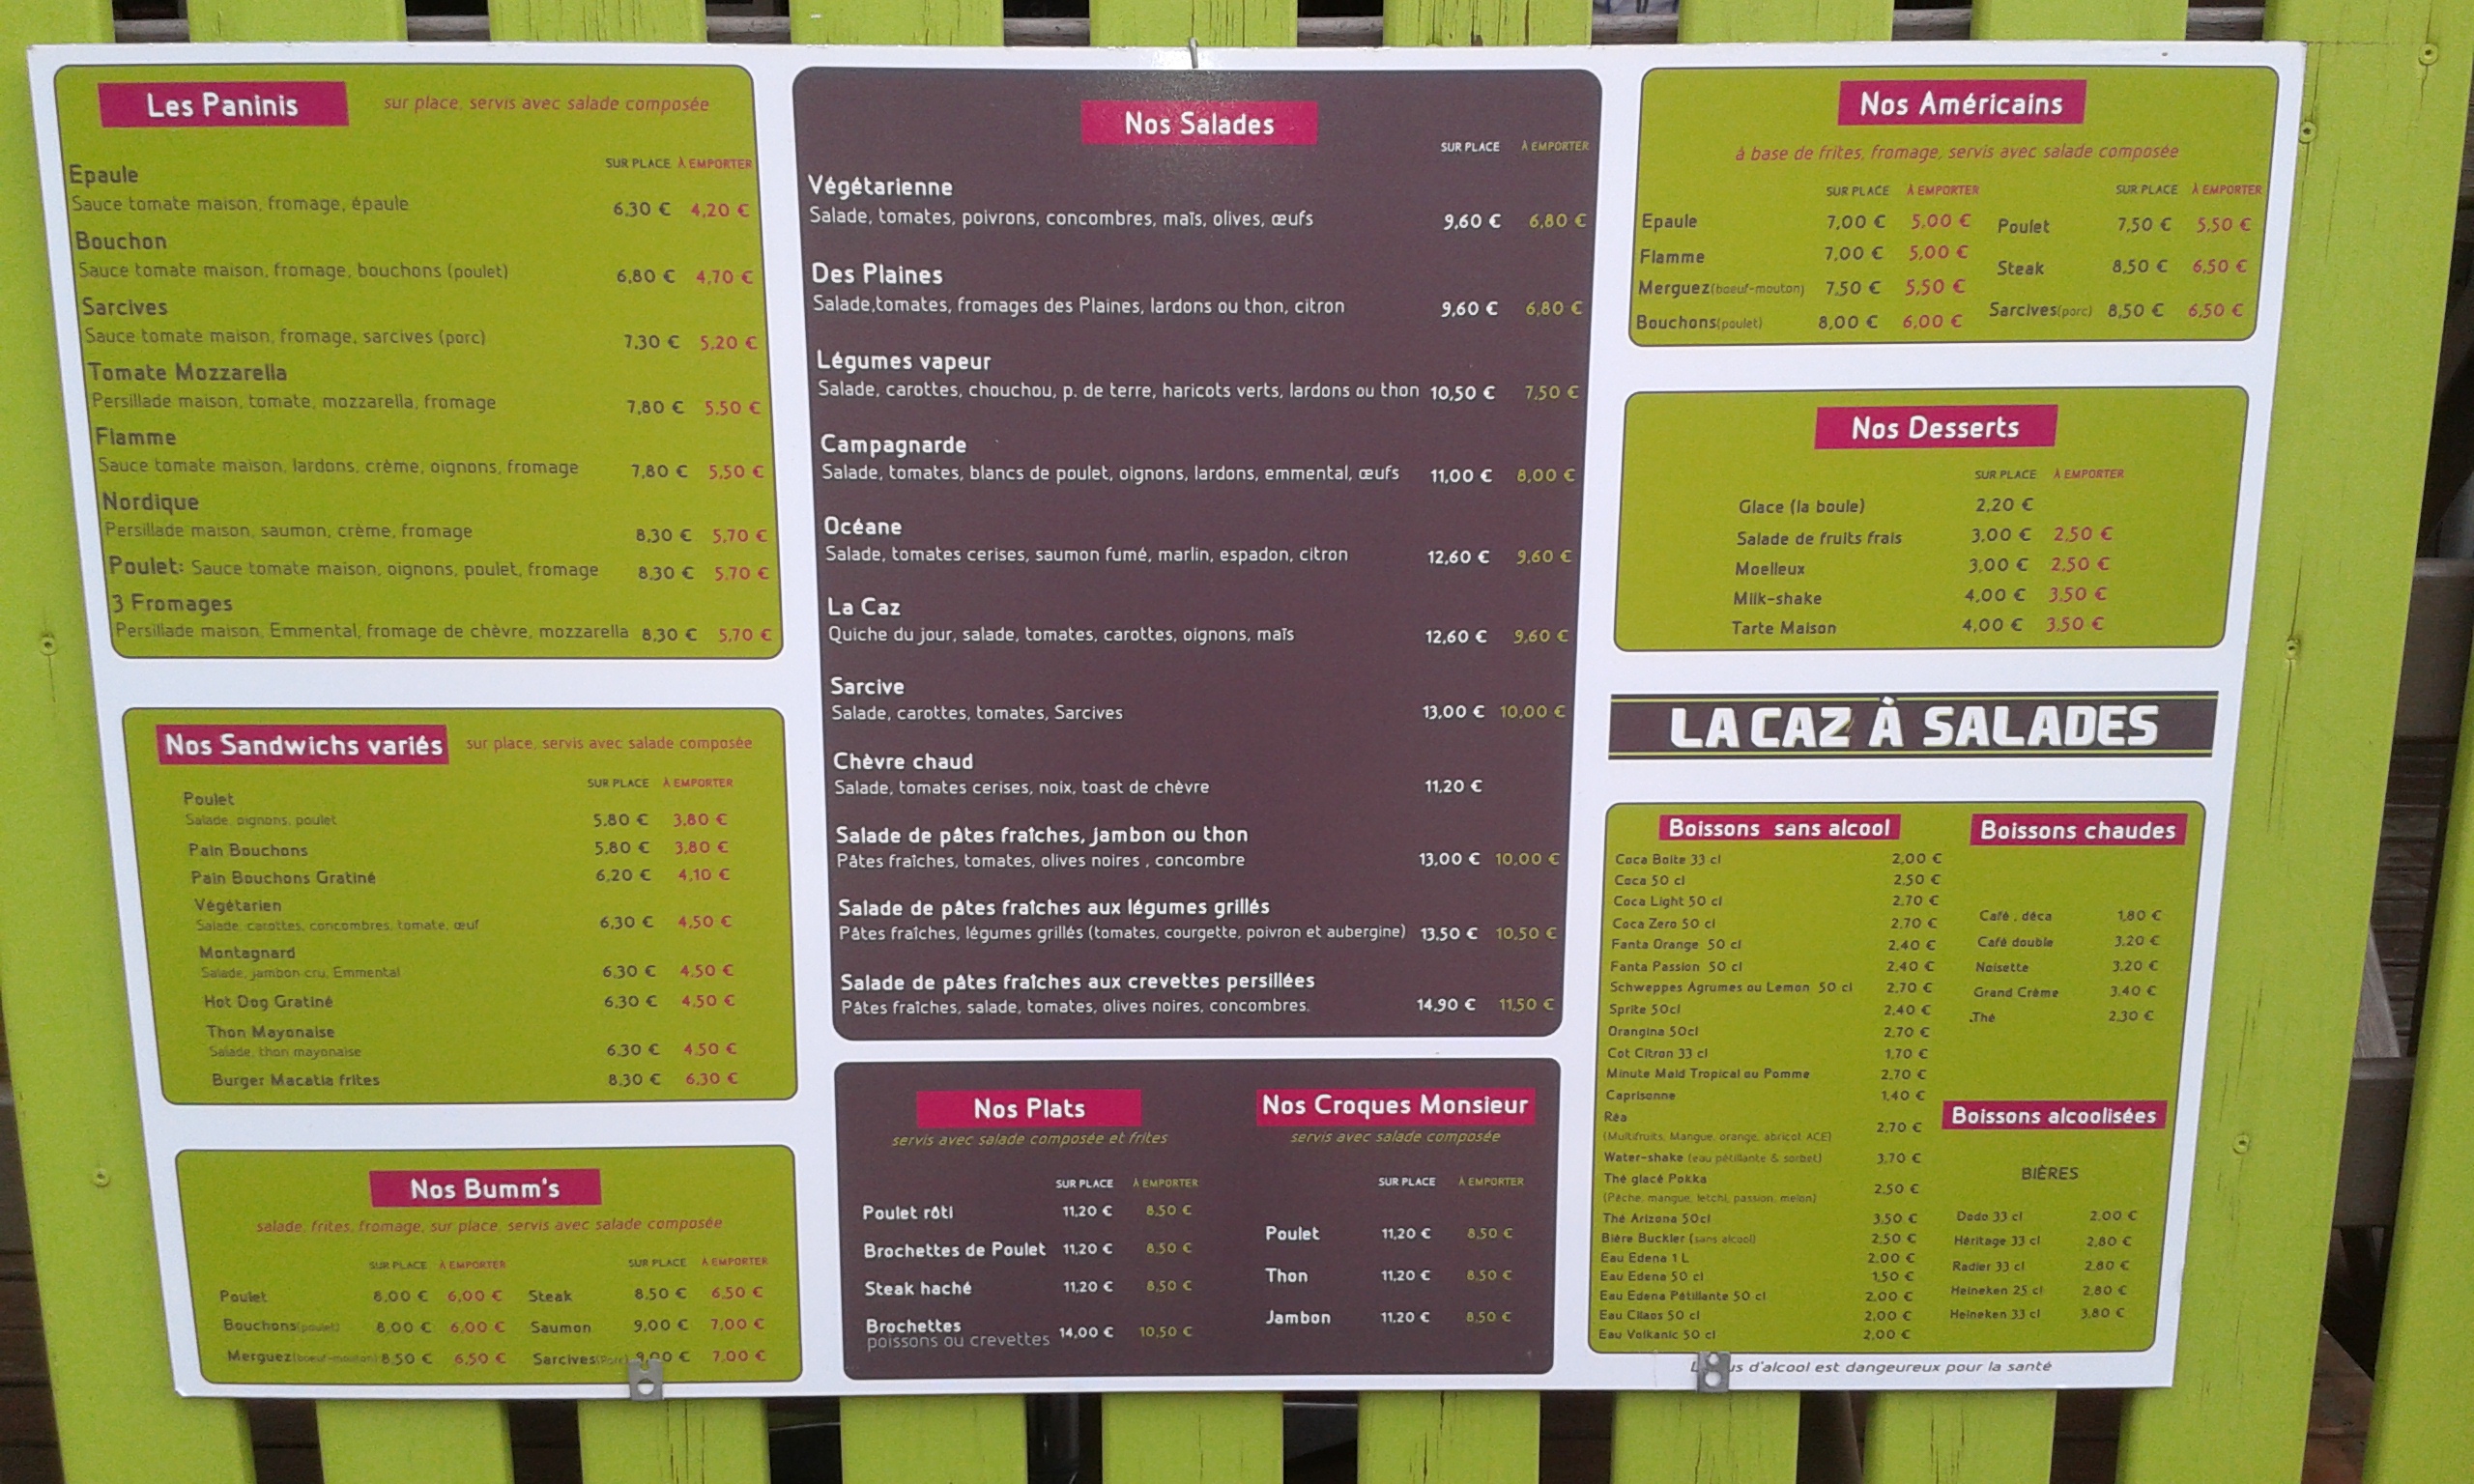 Les Paninis sur place, servis avec salade composée
SUR PLACE À EMPORTER
Epaule
Sauce tomate maison, fromage, épaule 6,30 € 4,20 €
Bouchon
Sauce tomate maison, fromage, bouchons (poulet) 6,80 € 4,70 €
Sarcives
Sauce tomate maison, fromage, sarcives (porc) 7,30 € 5,20 €
Tomate Mozzarella
Persillade maison, tomate, mozzarella, fromage 7,80 € 5,50 €
Flamme
Sauce tomate maison, lardons, crème, oignons, fromage 7,80 € 5,50 €
Nordique
Persillade maison, saumon, crème, fromage 8,30 € 5,70 €
Poulet: Sauce tomate maison, oignons, poulet, fromage 8,30 € 5,70 €
3 Fromages
Persillade maison, Emmental, fromage de chèvre, mozzarella 8,30 € 5,70 €
Nos Sandwichs variés sur place, servis avec salade composée
SUR PLACE À EMPORTER
Poulet
Salade, oignons, poulet 5,80 € 3,80 €
Pain Bouchons 5,80 € 3,80 €
Pain Bouchons Gratiné 6,20 € 4,10 €
Végétarien
Salade, carottes, concombres, tomate, œuf 6,30 € 4,50 €
Montagnard
Salade, jambon cru, Emmental 6,30 € 4,50 €
Hot Dog Gratiné 6,30 € 4,50 €
Thon Mayonaise
Salade, thon mayonaise 6,30 € 4,50 €
Burger Macatia frites 8,30 € 6,30 €
Nos Bumm's
salade, frites, fromage, sur place, servis avec salade composée
SUR PLACE À EMPORTER SUR PLACE À EMPORTER
Poulet 8,00 € 6,00 € Steak 8,50 € 6,50 €
Bouchons(poulet) 8,00 € 6,00 € Saumon 9,00 € 7,00 €
Merguez(boeuf-mouton) 8,50 € 6,50 € Sarcives(Porc) 9,00 € 7,00 €
Nos Salades
SUR PLACE À EMPORTER
Végétarienne
Salade, tomates, poivrons, concombres, maïs, olives, œufs 9,60 € 6,80 €
Des Plaines
Salade,tomates, fromages des Plaines, lardons ou thon, citron 9,60 € 6,80 €
Légumes vapeur
Salade, carottes, chouchou, p. de terre, haricots verts, lardons ou thon 10,50 € 7,50 €
Campagnarde
Salade, tomates, blancs de poulet, oignons, lardons, emmental, œufs 11,00 € 8,00 €
Océane
Salade, tomates cerises, saumon fumé, marlin, espadon, citron 12,60 € 9,60 €
La Caz
Quiche du jour, salade, tomates, carottes, oignons, maïs 12,60 € 9,60 €
Sarcive
Salade, carottes, tomates, Sarcives 13,00 € 10,00 €
Chèvre chaud
Salade, tomates cerises, noix, toast de chèvre 11,20 €
Salade de pâtes fraîches, jambon ou thon
Pâtes fraîches, tomates, olives noires , concombre 13,00 € 10,00 €
Salade de pâtes fraîches aux légumes grillés
Pâtes fraîches, légumes grillés (tomates, courgette, poivron et aubergine) 13,50 € 10,50 €
Salade de pâtes fraîches aux crevettes persillées
Pâtes fraîches, salade, tomates, olives noires, concombres. 14,90 € 11,50 €
Nos Plats
servis avec salade composée et frites
SUR PLACE À EMPORTER
Poulet rôti 11,20 € 8,50 €
Brochettes de Poulet 11,20 € 8,50 €
Steak haché 11,20 € 8,50 €
Brochettes
poissons ou crevettes 14,00 € 10,50 €
Nos Croques Monsieur
servis avec salade composée
SUR PLACE À EMPORTER
Poulet 11,20 € 8,50 €
Thon 11,20 € 8,50 €
Jambon 11,20 € 8,50 €
Nos Américains
à base de frites, fromage, servis avec salade composée
SUR PLACE À EMPORTER SUR PLACE À EMPORTER
Epaule 7,00 € 5,00 € Poulet 7,50 € 5,50 €
Flamme 7,00 € 5,00 € Steak 8,50 € 6,50 €
Merguez(boeuf-mouton) 7,50 € 5,50 €
Bouchons(poulet) 8,00 € 6,00 € Sarcives(porc) 8,50 € 6,50 €
Nos Desserts
SUR PLACE À EMPORTER
Glace (la boule) 2,20 €
Salade de fruits frais 3,00 € 2,50 €
Moelleux 3,00 € 2,50 €
Milk-shake 4,00 € 3,50 €
Tarte Maison 4,00 € 3,50 €
LA CAZ À SALADES
Boissons sans alcool
Coca Boite 33 cl 2,00 €
Coca 50 cl 2,50 €
Coca Light 50 cl 2,70 €
Coca Zero 50 cl 2,70 €
Fanta Orange 50 cl 2,40 €
Fanta Passion 50 cl 2,40 €
Schweppes Agrumes ou Lemon 50 cl 2,70 €
Sprite 50cl 2,40 €
Orangina 50cl 2,70 €
Cot Citron 33 cl 1,70 €
Minute Maid Tropical ou Pomme 2,70 €
Caprisonne 1,40 €
Réa
(Multifruits, Mangue, orange, abricot, ACE) 2,70 €
Water-shake (eau pétillante & sorbet) 3,70 €
Thé glacé Pokka
(Pêche, mangue, letchi, passion, melon) 2,50 €
Thé Arizona 50cl 3,50 €
Bière Buckler (sans alcool) 2,50 €
Eau Edena 1 L 2,00 €
Eau Edena 50 cl 1,50 €
Eau Edena Pétillante 50 cl 2,00 €
Eau Cilaos 50 cl 2,00 €
Eau Volkanic 50 cl 2,00 €
Boissons chaudes
Café , déca 1,80 €
Café double 3,20 €
Noisette 3,20 €
Grand Crème 3,40 €
Thé 2,30 €
Boissons alcoolisées
BIÈRES
Dodo 33 cl 2,00 €
Héritage 33 cl 2,80 €
Radler 33 cl 2,80 €
Heineken 25 cl 2,80 €
Heineken 33 cl 3,80 €
d'alcool est dangeureux pour la santé